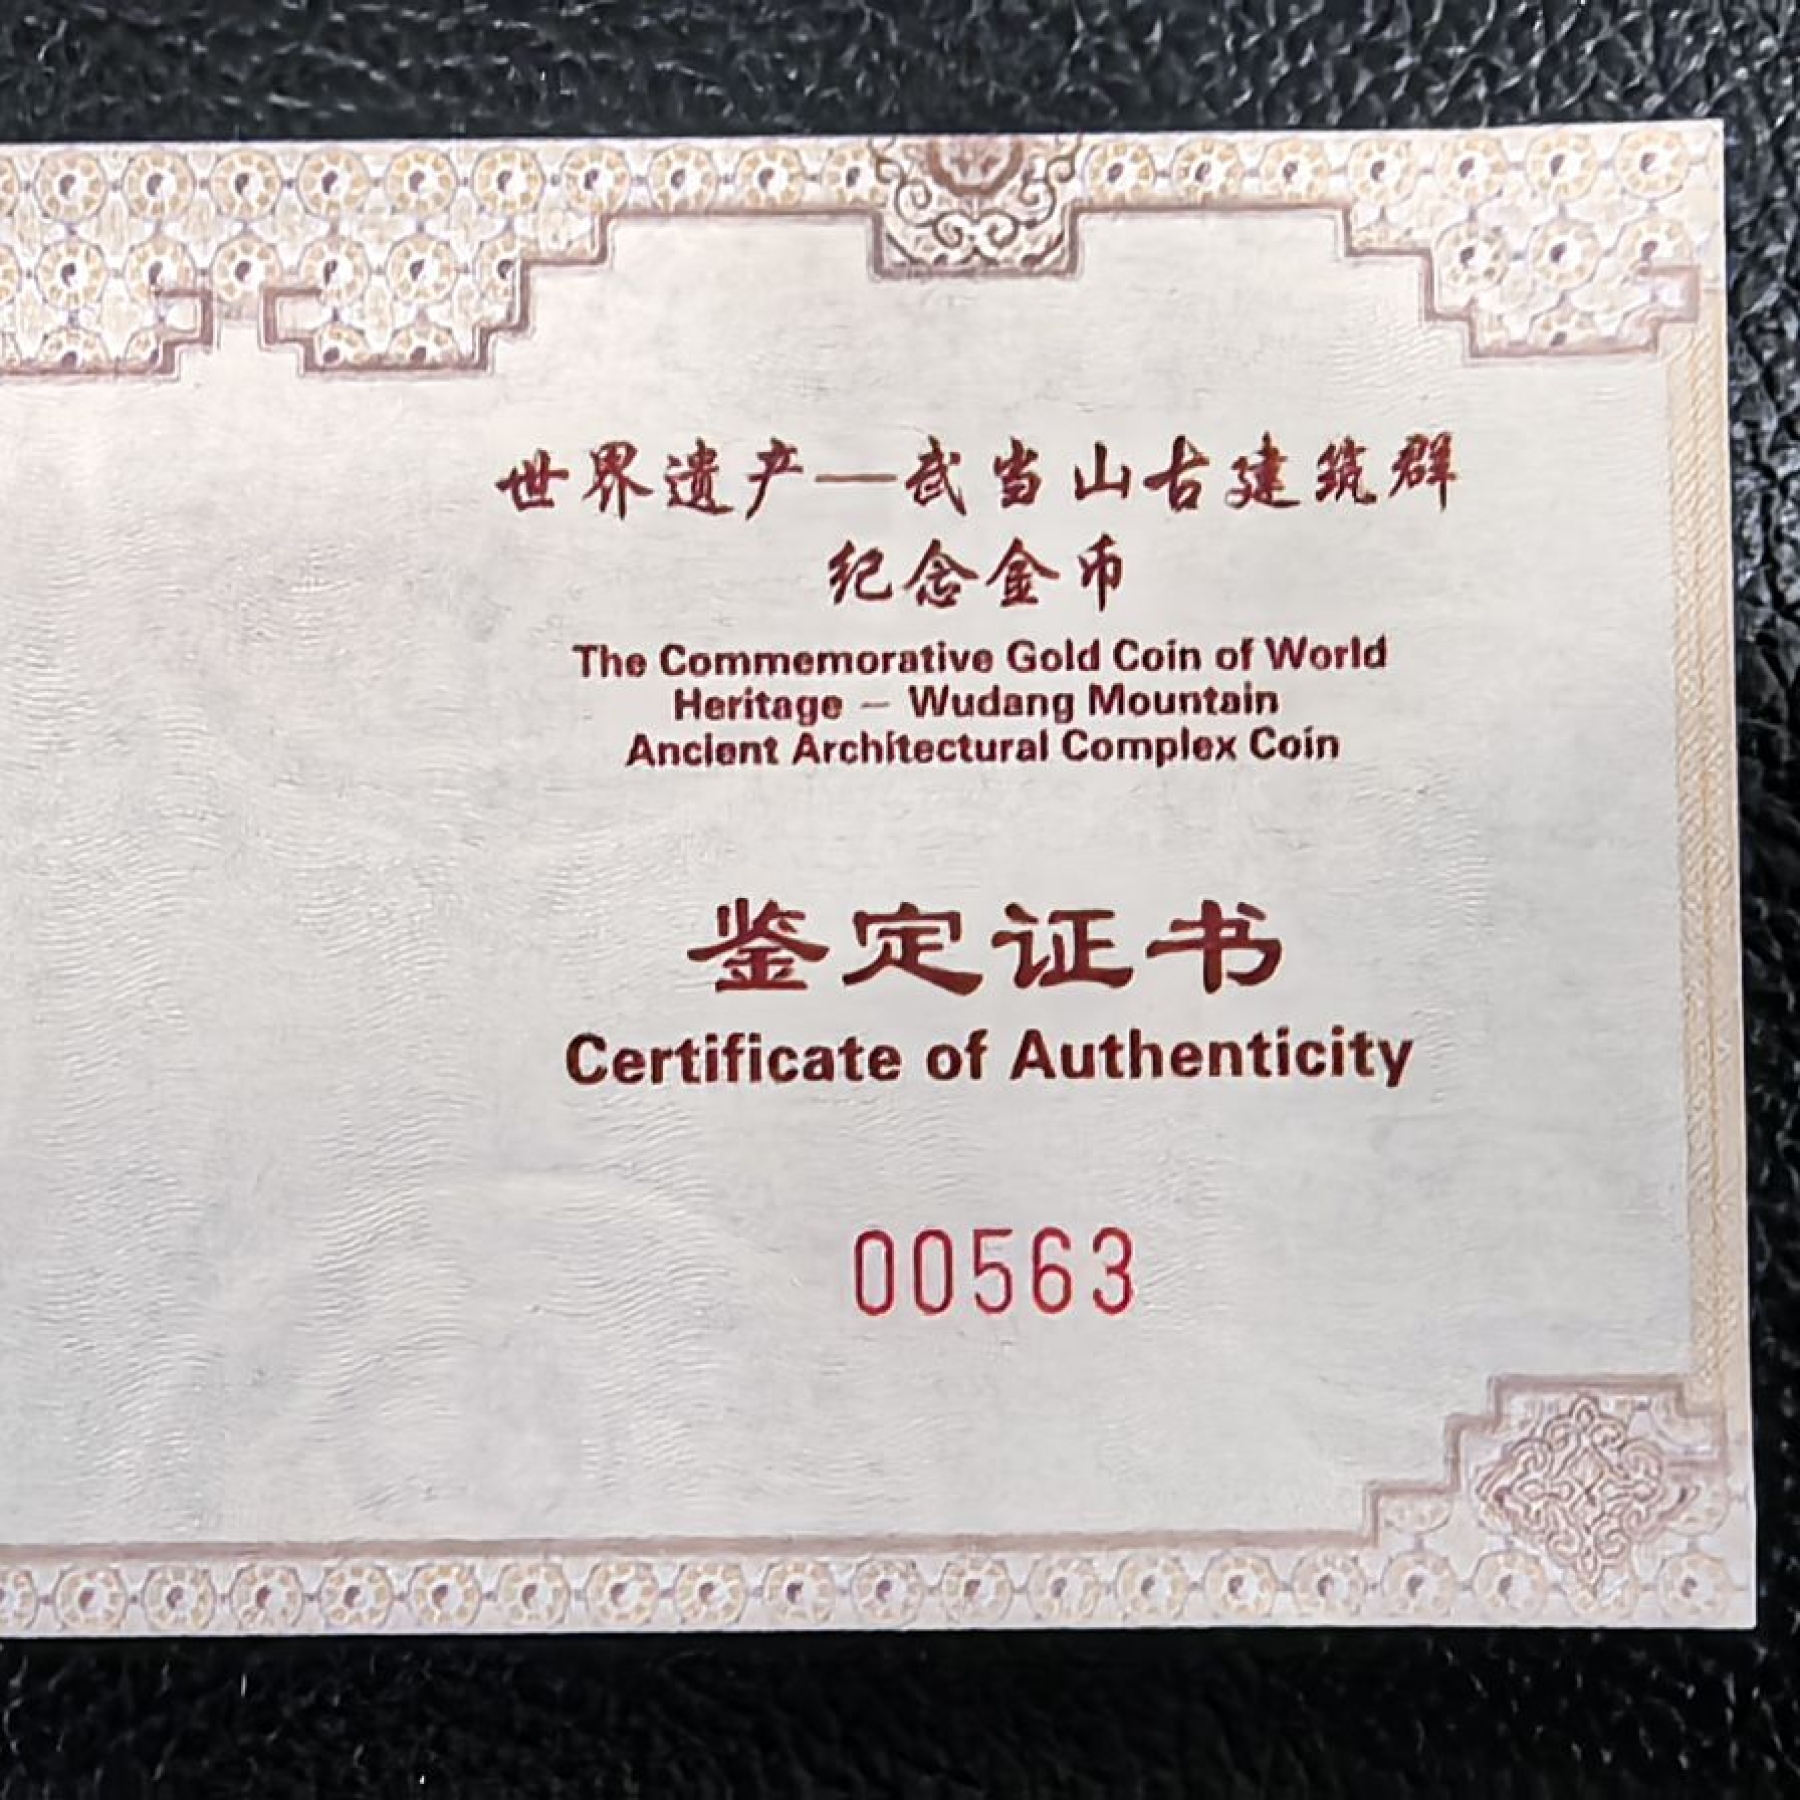 世界遗产—武当山古建筑群
纪念金币
The Commemorative Gold Coin of World
Heritage — Wudang Mountain
Ancient Architectural Complex Coin
鉴定证书
Certificate of Authenticity
00563